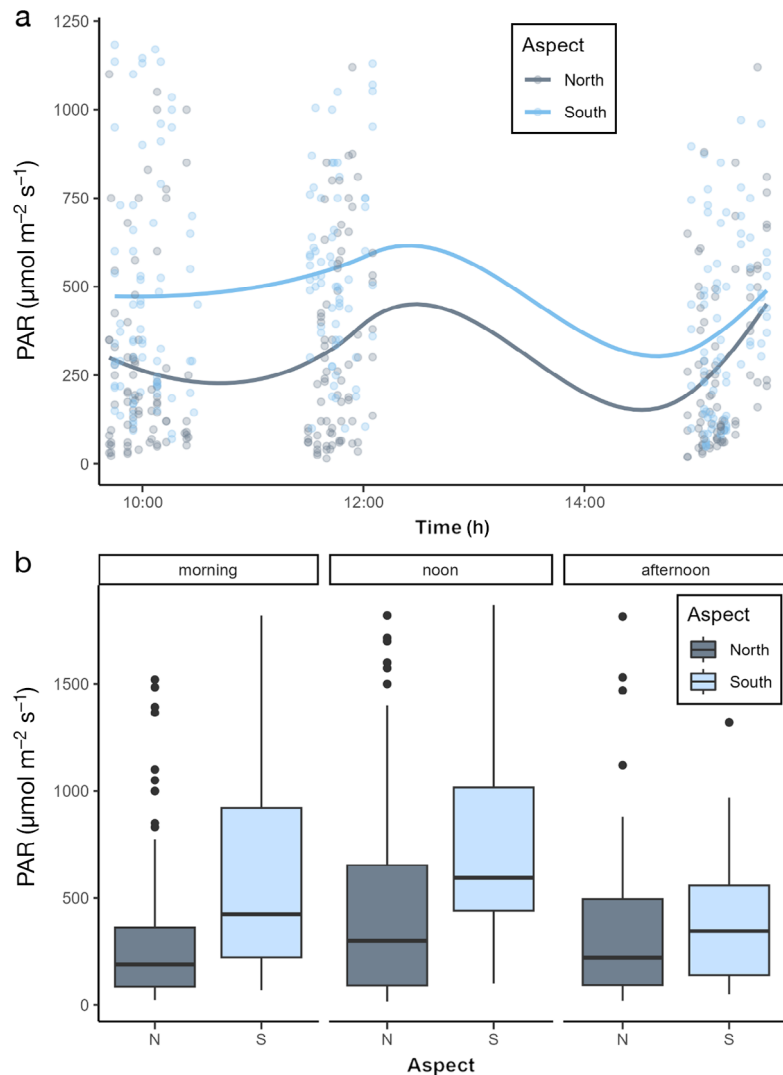 a
1250
1000
750
500
250
0
PAR (µmol m⁻² s⁻¹)
Aspect
North
South
10:00 12:00 14:00
Time (h)
b
morning noon afternoon
1500
1000
500
0
PAR (µmol m⁻² s⁻¹)
Aspect
North
South
N S N S N S
Aspect